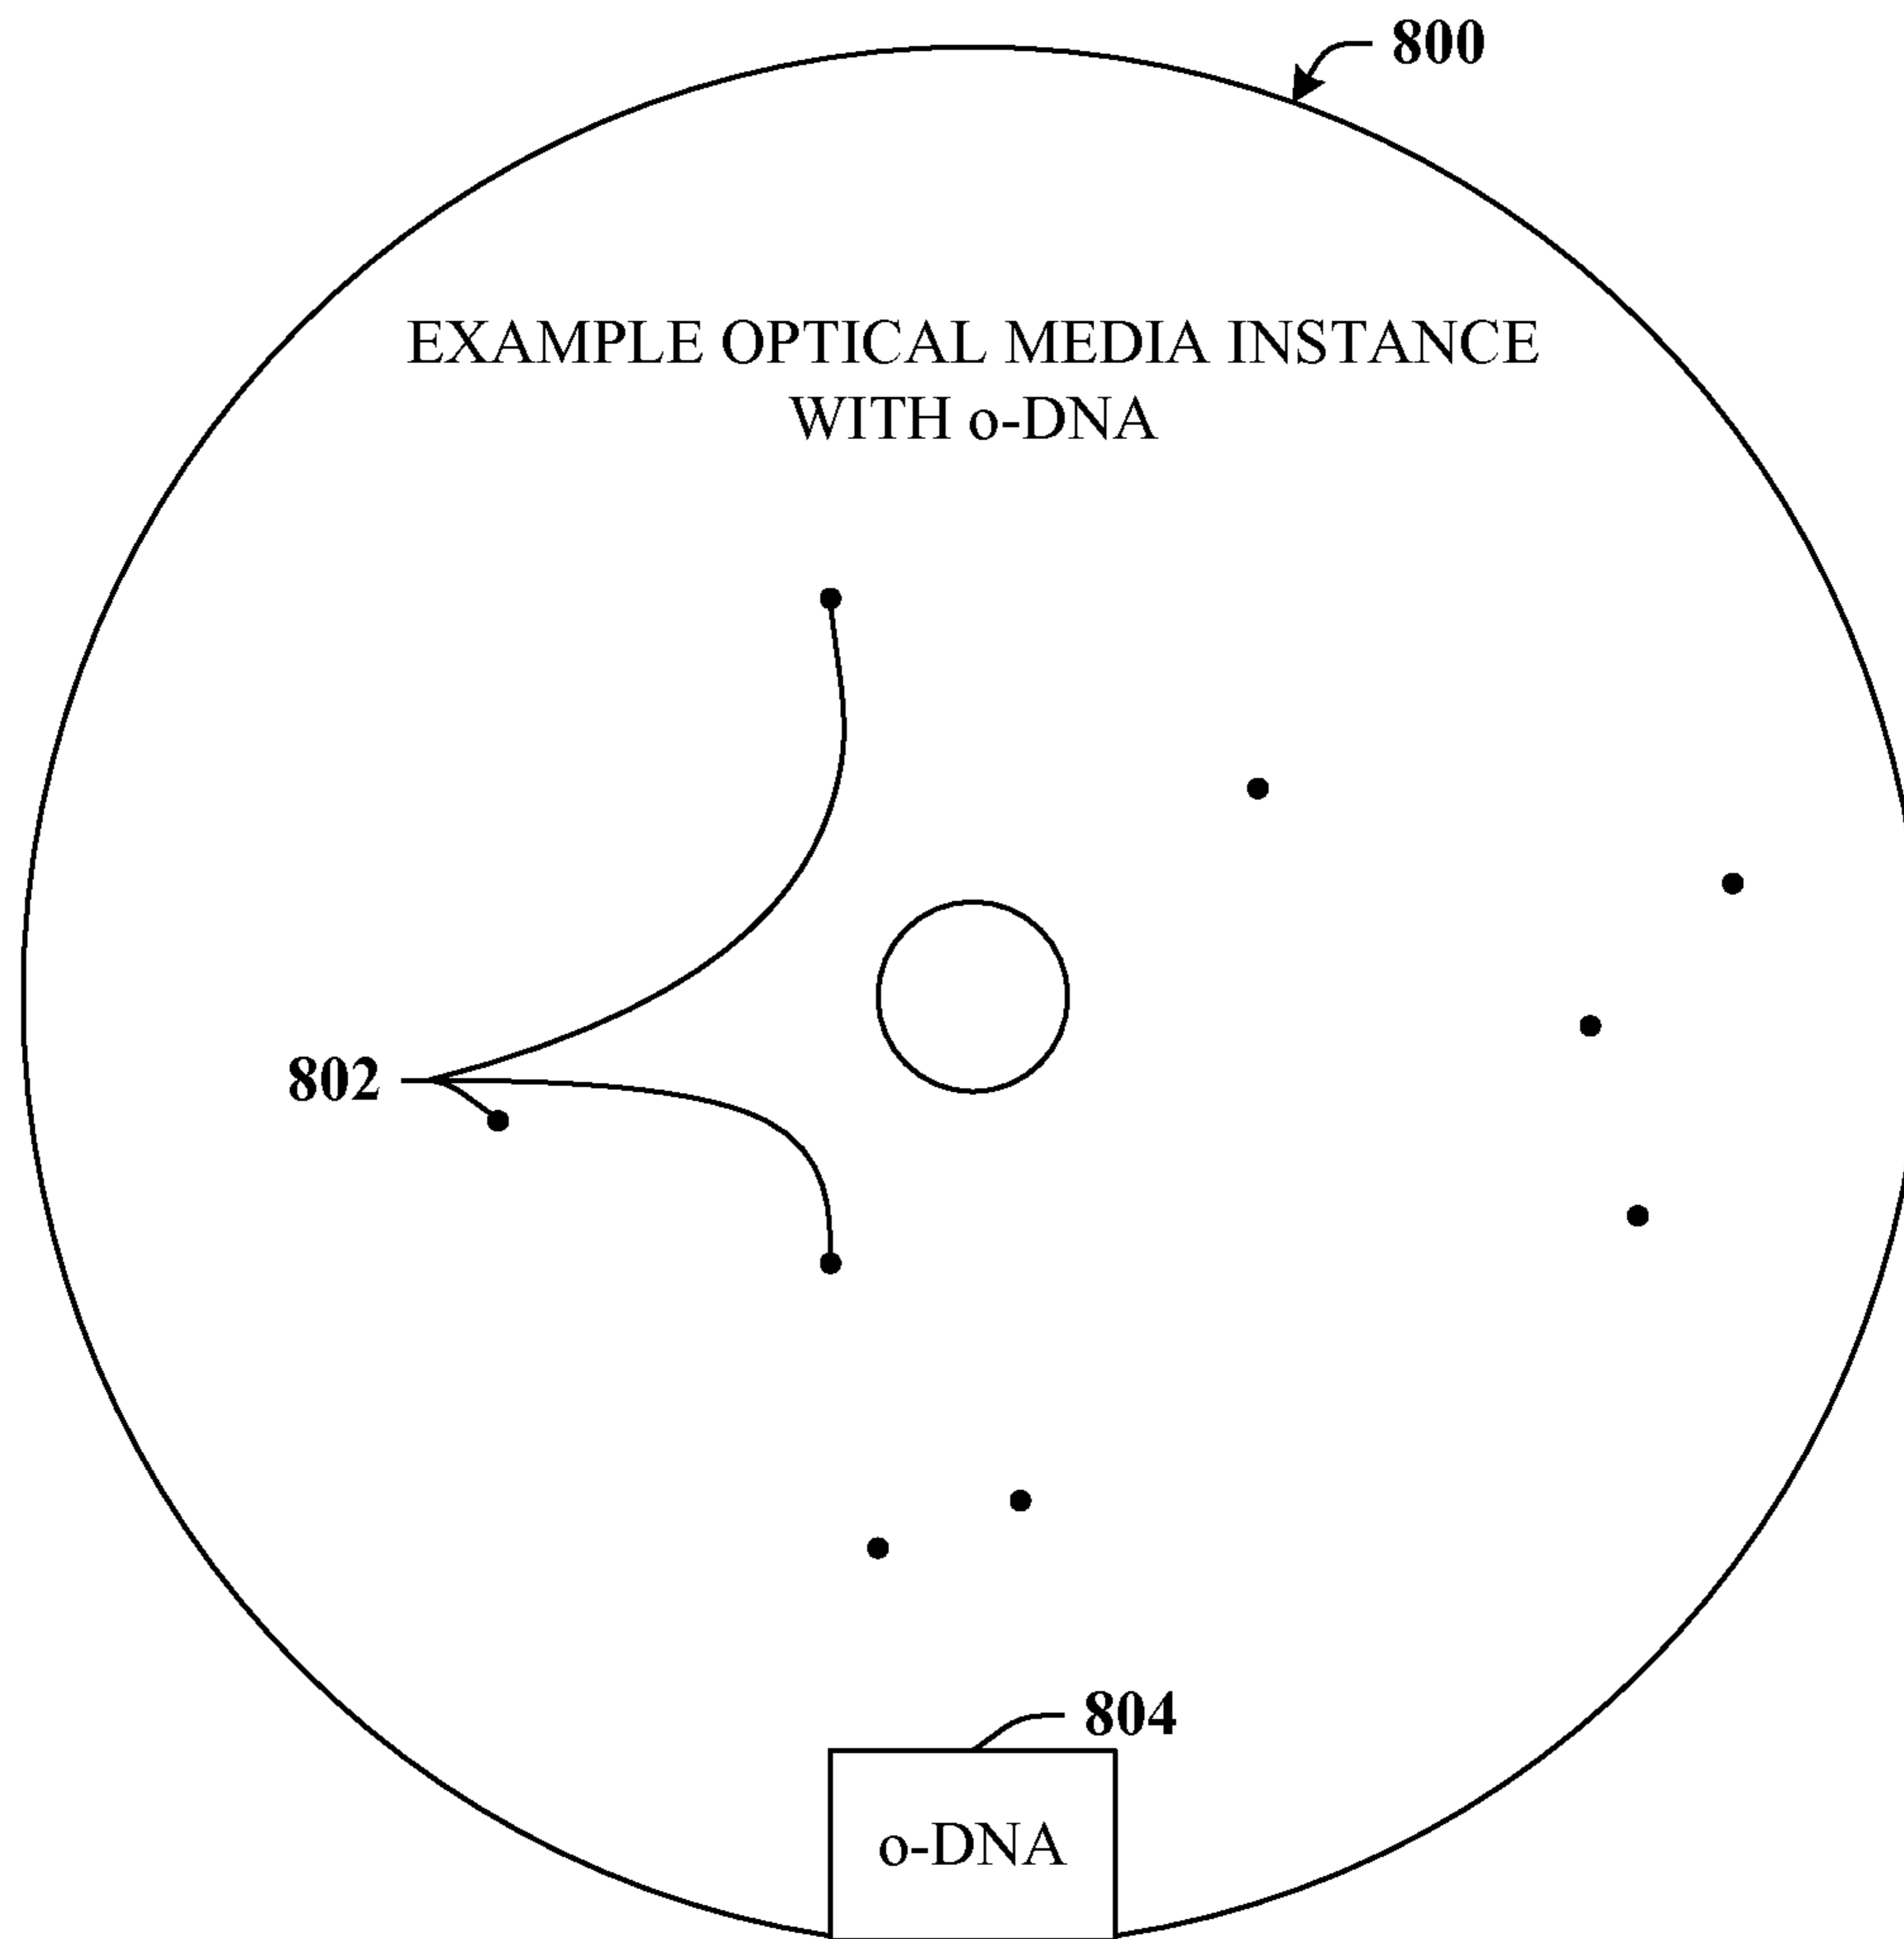 800
EXAMPLE OPTICAL MEDIA INSTANCE
WITH o-DNA
802
804
o-DNA